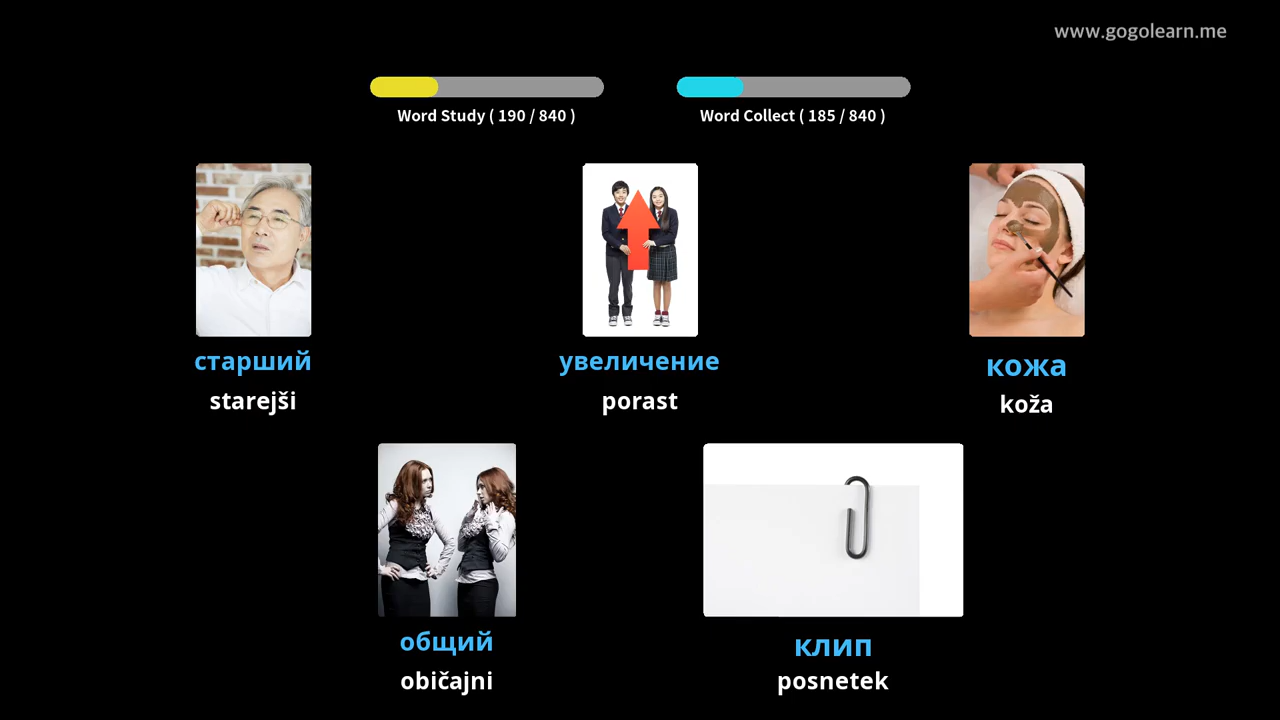 www.gogolearn.me
Word Study ( 190 / 840 )
Word Collect ( 185 / 840 )
старший
starejši
увеличение
porast
кожа
koža
общий
običajni
клип
posnetek